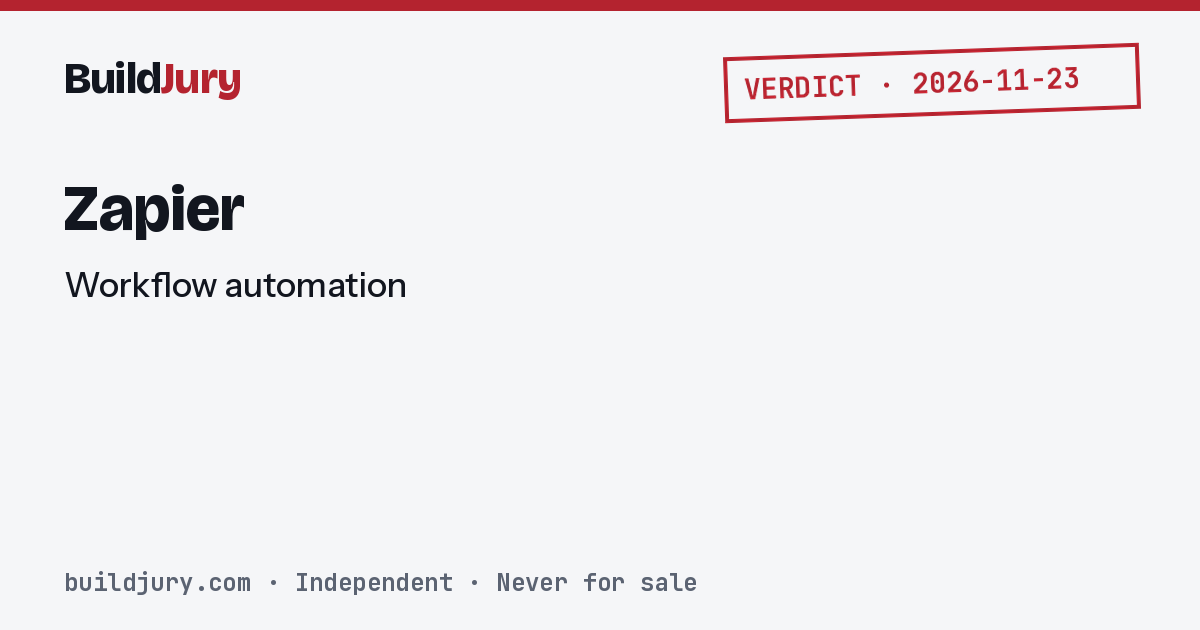 BuildJury
VERDICT · 2026-11-23
Zapier
Workflow automation
buildjury.com · Independent · Never for sale